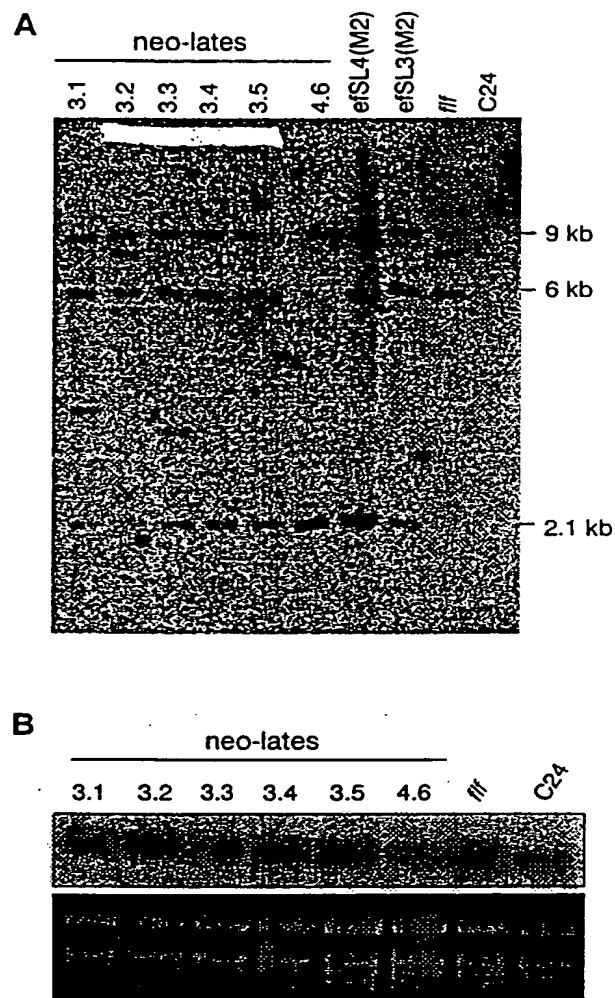 A
neo-lates
3.1 3.2 3.3 3.4 3.5 4.6 efSL4(M2) efSL3(M2) f/f C24
9 kb
6 kb
2.1 kb
B
neo-lates
3.1 3.2 3.3 3.4 3.5 4.6 f/f C24